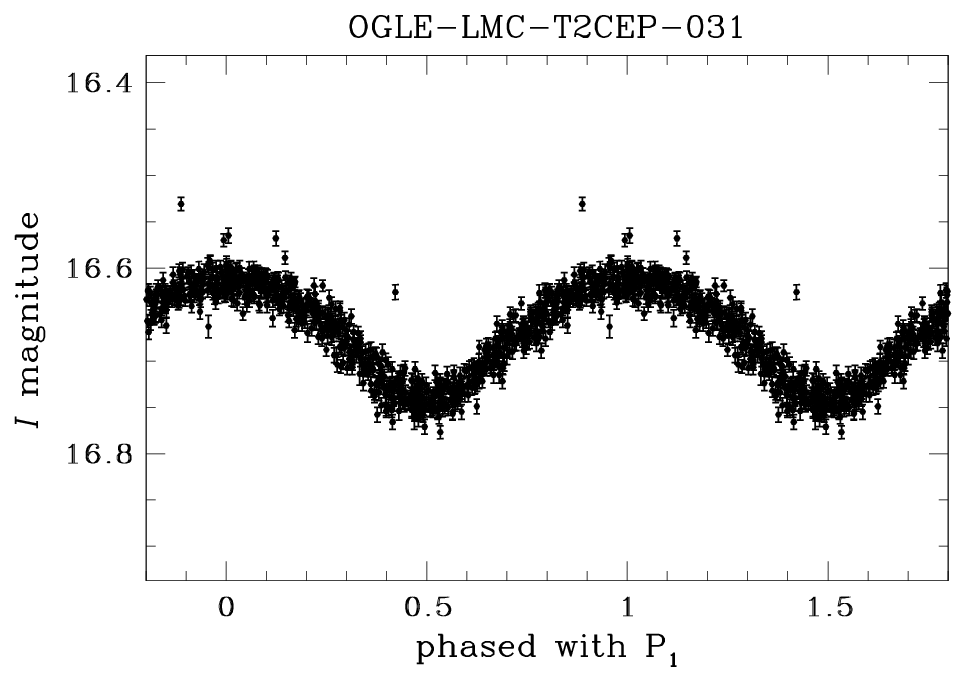 OGLE-LMC-T2CEP-031
I magnitude
16.4
16.6
16.8
0 0.5 1 1.5
phased with P₁